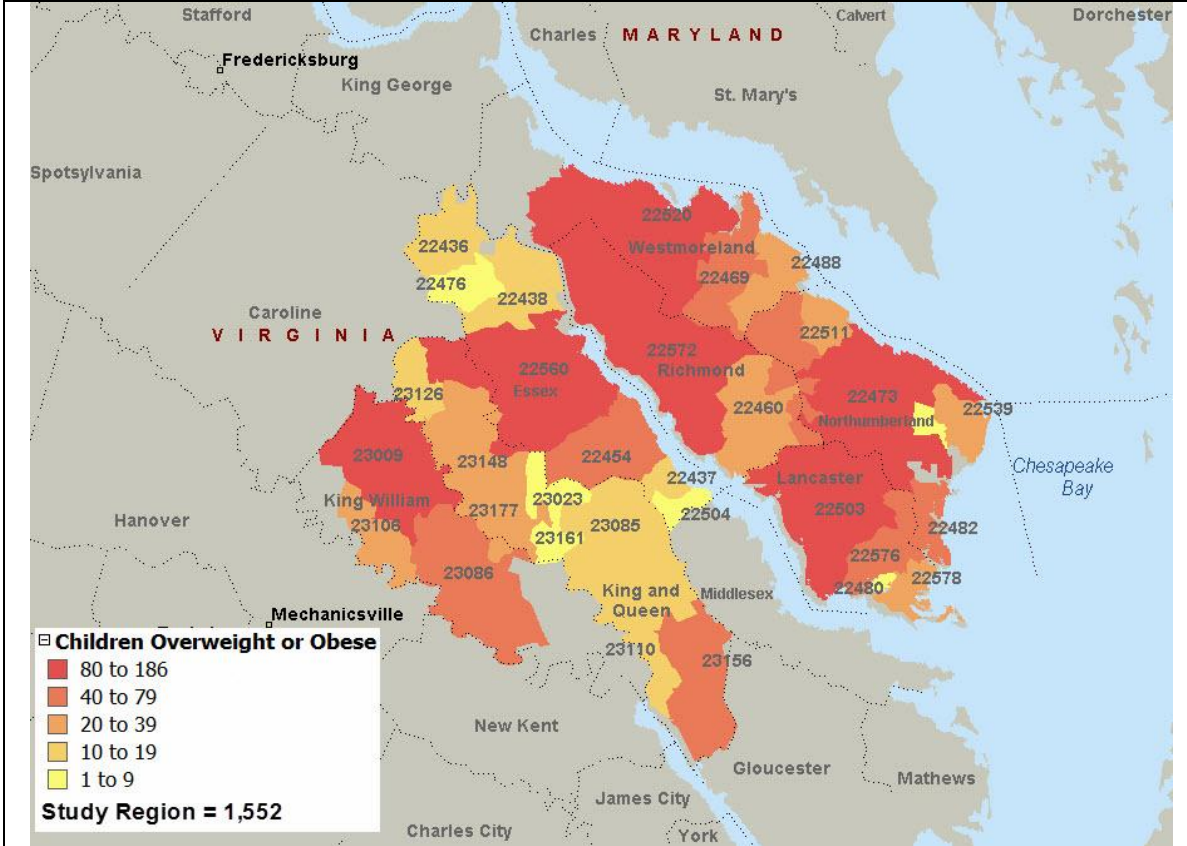 Stafford
Calvert
Dorchester
Charles
MARYLAND
Fredericksburg
King George
St. Mary's
Spotsylvania
22520
22436
Westmoreland
22488
22469
22476
22438
Caroline
VIRGINIA
22511
22572
22560
Richmond
Essex
23126
22473
22460
22539
Northumberland
23009
22454
23148
Chesapeake
Bay
22437
Lancaster
King William
23023
22503
22504
23177
Hanover
23106
23085
22482
23161
22576
23086
22578
22480
King and
Queen
Middlesex
Mechanicsville
23110
23156
Children Overweight or Obese
80 to 186
40 to 79
20 to 39
10 to 19
1 to 9
Study Region = 1,552
New Kent
Gloucester
Mathews
James City
Charles City
York